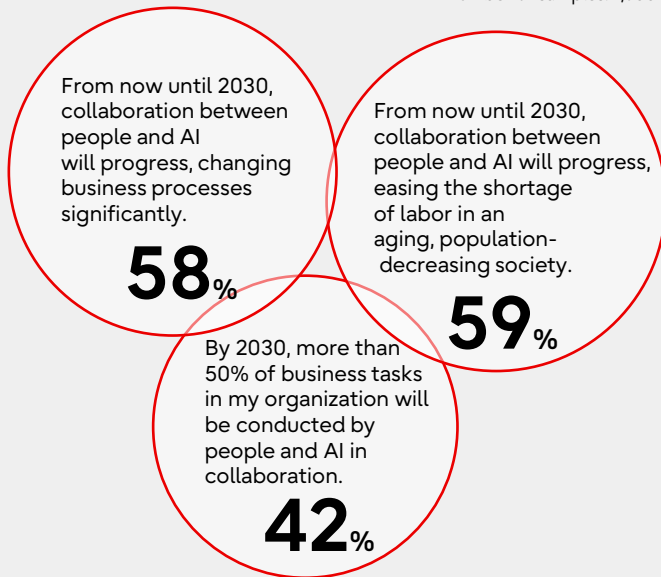 From now until 2030,
collaboration between
people and AI
will progress, changing
business processes
significantly.
58%
From now until 2030,
collaboration between
people and AI will progress,
easing the shortage
of labor in an
aging, population-
decreasing society.
59%
By 2030, more than
50% of business tasks
in my organization will
be conducted by
people and AI in
collaboration.
42%